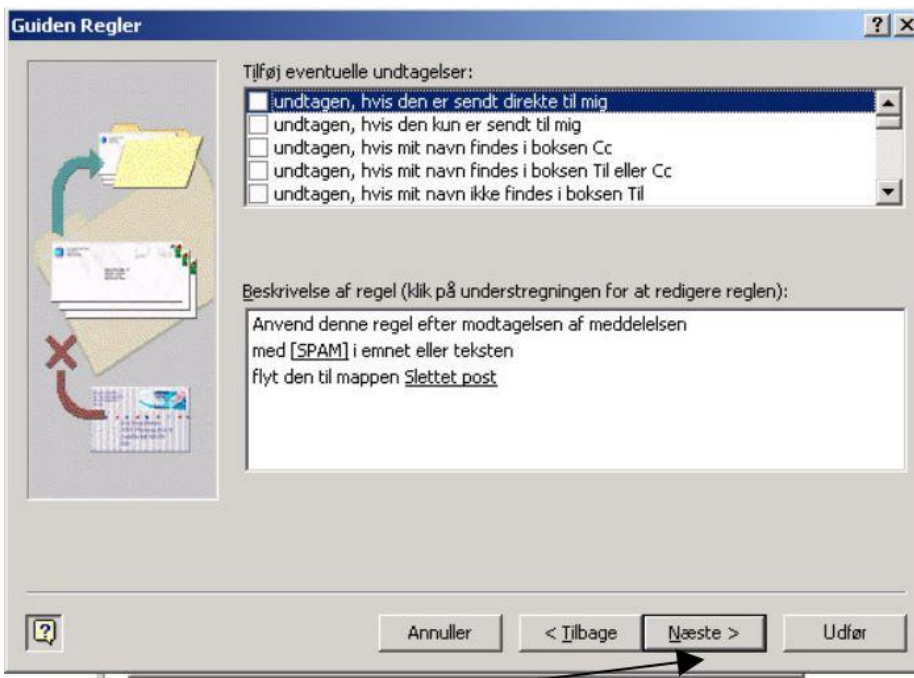 Guiden Regler
Tilføj eventuelle undtagelser:
undtagen, hvis den er sendt direkte til mig
undtagen, hvis den kun er sendt til mig
undtagen, hvis mit navn findes i boksen Cc
undtagen, hvis mit navn findes i boksen Til eller Cc
undtagen, hvis mit navn ikke findes i boksen Til
Beskrivelse af regel (klik på understregningen for at redigere reglen):
Anvend denne regel efter modtagelsen af meddelelsen
med [SPAM] i emnet eller teksten
flyt den til mappen Slettet post
Annuller
< Tilbage
Næste >
Udfør